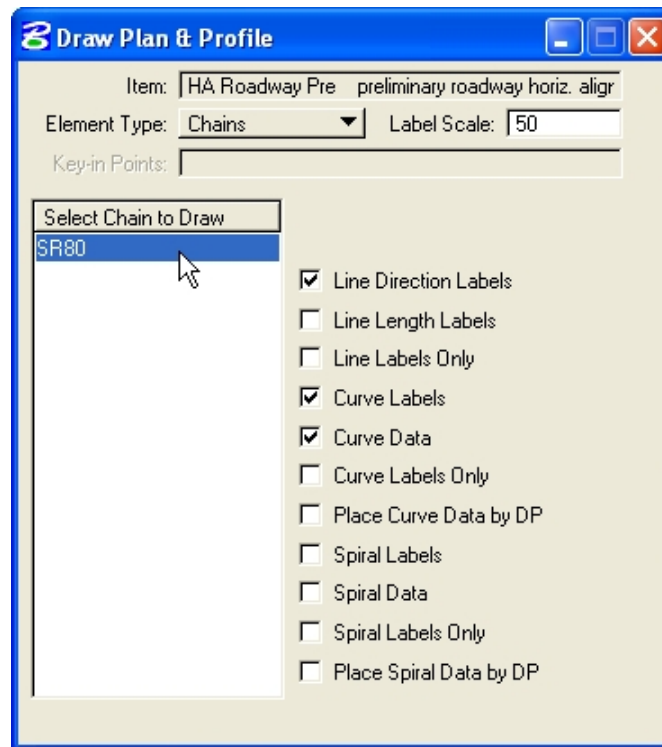 Draw Plan & Profile
Item: HA Roadway Pre preliminary roadway horiz. aligr
Element Type: Chains Label Scale: 50
Key-in Points:
Select Chain to Draw
SR80
Line Direction Labels
Line Length Labels
Line Labels Only
Curve Labels
Curve Data
Curve Labels Only
Place Curve Data by DP
Spiral Labels
Spiral Data
Spiral Labels Only
Place Spiral Data by DP